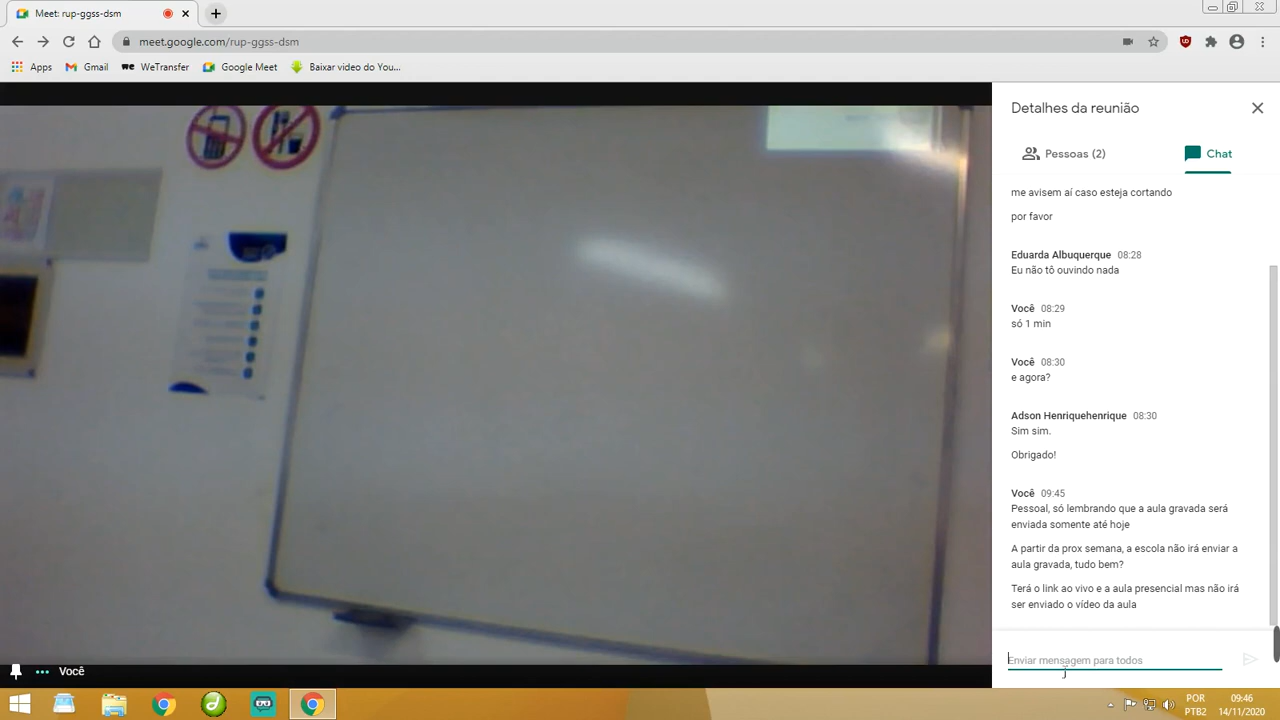 Meet: rup-ggss-dsm
meet.google.com/rup-ggss-dsm
Apps
Gmail
we WeTransfer
Google Meet
Baixar video do You...
Detalhes da reunião
Pessoas (2)
Chat
me avisem aí caso esteja cortando
por favor
Eduarda Albuquerque 08:28
Eu não tô ouvindo nada
Você 08:29
só 1 min
Você 08:30
e agora?
Adson Henriquehenrique 08:30
Sim sim.
Obrigado!
Você 09:45
Pessoal, só lembrando que a aula gravada será
enviada somente até hoje
A partir da prox semana, a escola não irá enviar a
aula gravada, tudo bem?
Terá o link ao vivo e a aula presencial mas não irá
ser enviado o vídeo da aula
Enviar mensagem para todos
Você
POR
PTB2
09:46
14/11/2020